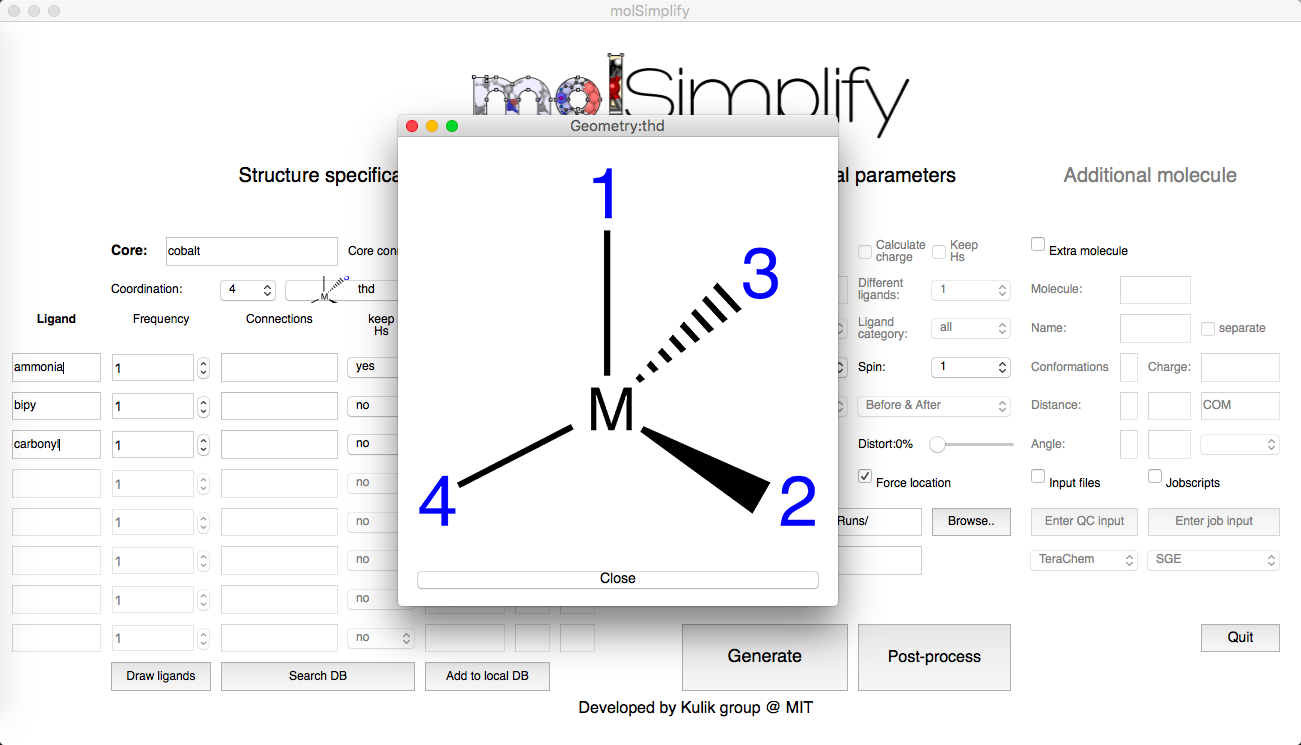 molSimplify
molSimplify
Geometry:thd
Structure specifica
al parameters
Additional molecule
1
3
M
4
2
Close
Core:
cobalt
Core con
Calculate charge
Keep Hs
Extra molecule
Coordination:
4
M
thd
Different ligands:
1
Molecule:
Ligand
Frequency
Connections
keep Hs
Ligand category:
all
Name:
separate
ammonia
1
yes
Spin:
1
Conformations
Charge:
bipy
1
no
Before & After
Distance:
COM
carbonyl
1
no
Distort:0%
Angle:
1
no
Force location
Input files
Jobscripts
1
no
Runs/
Browse..
Enter QC input
Enter job input
1
no
TeraChem
SGE
1
no
1
no
Generate
Post-process
Quit
Draw ligands
Search DB
Add to local DB
Developed by Kulik group @ MIT